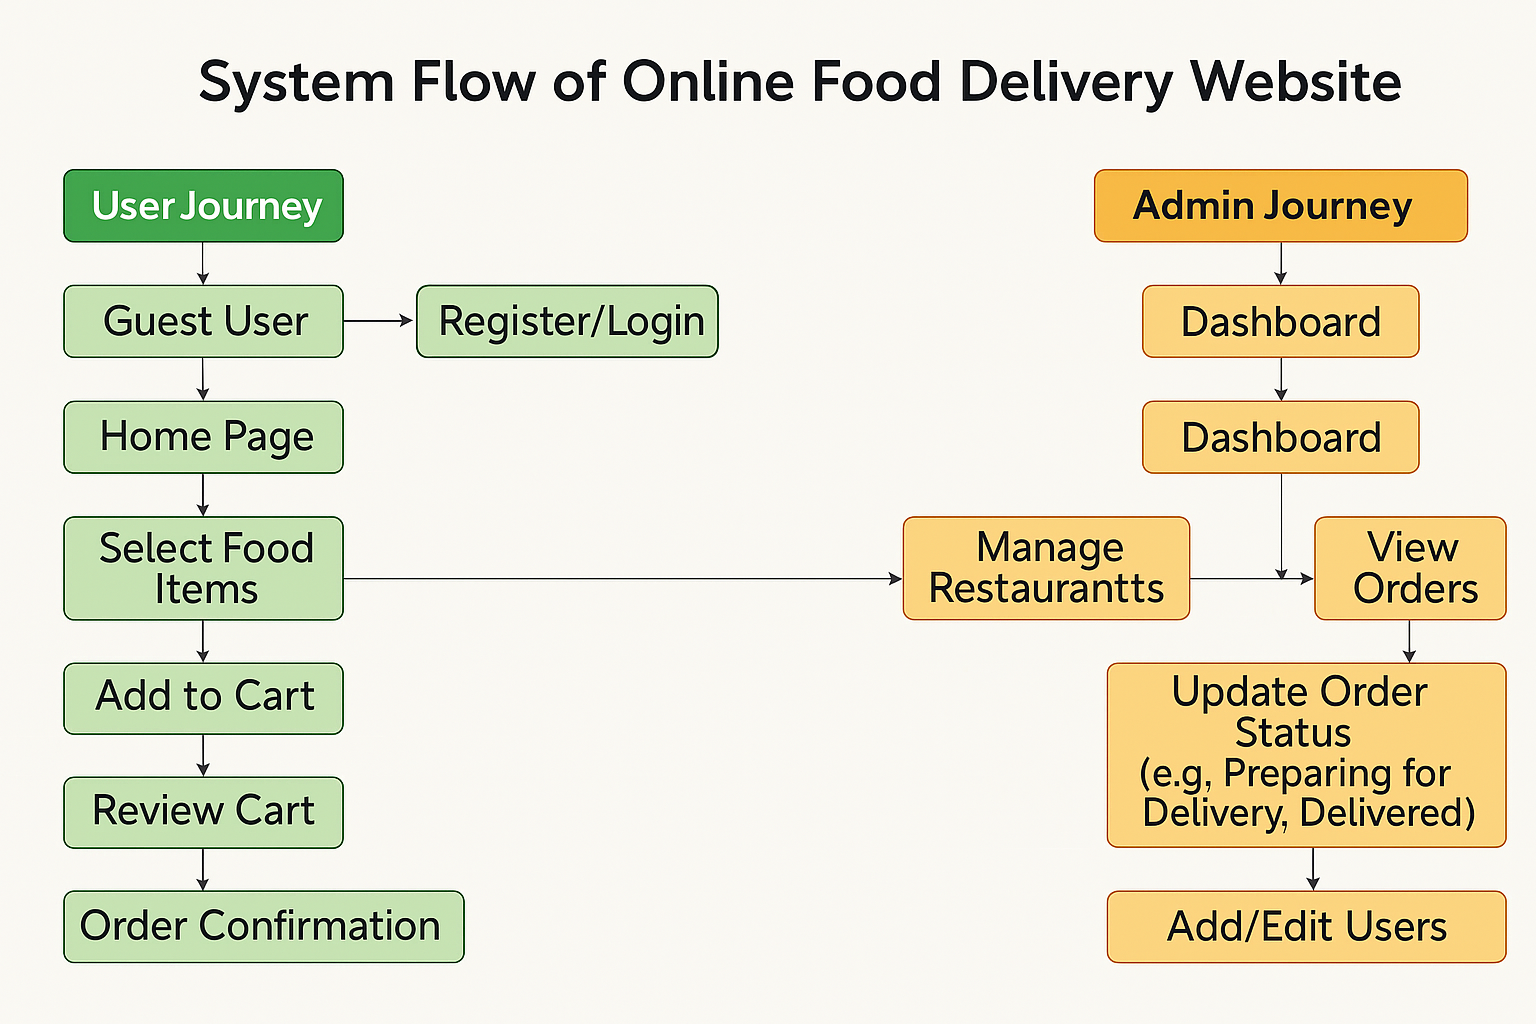 System Flow of Online Food Delivery Website
User Journey
Guest User
Register/Login
Home Page
Select Food
Items
Add to Cart
Review Cart
Order Confirmation
Admin Journey
Dashboard
Dashboard
Manage
Restaurantts
View
Orders
Update Order
Status
(e.g, Preparing for
Delivery, Delivered)
Add/Edit Users